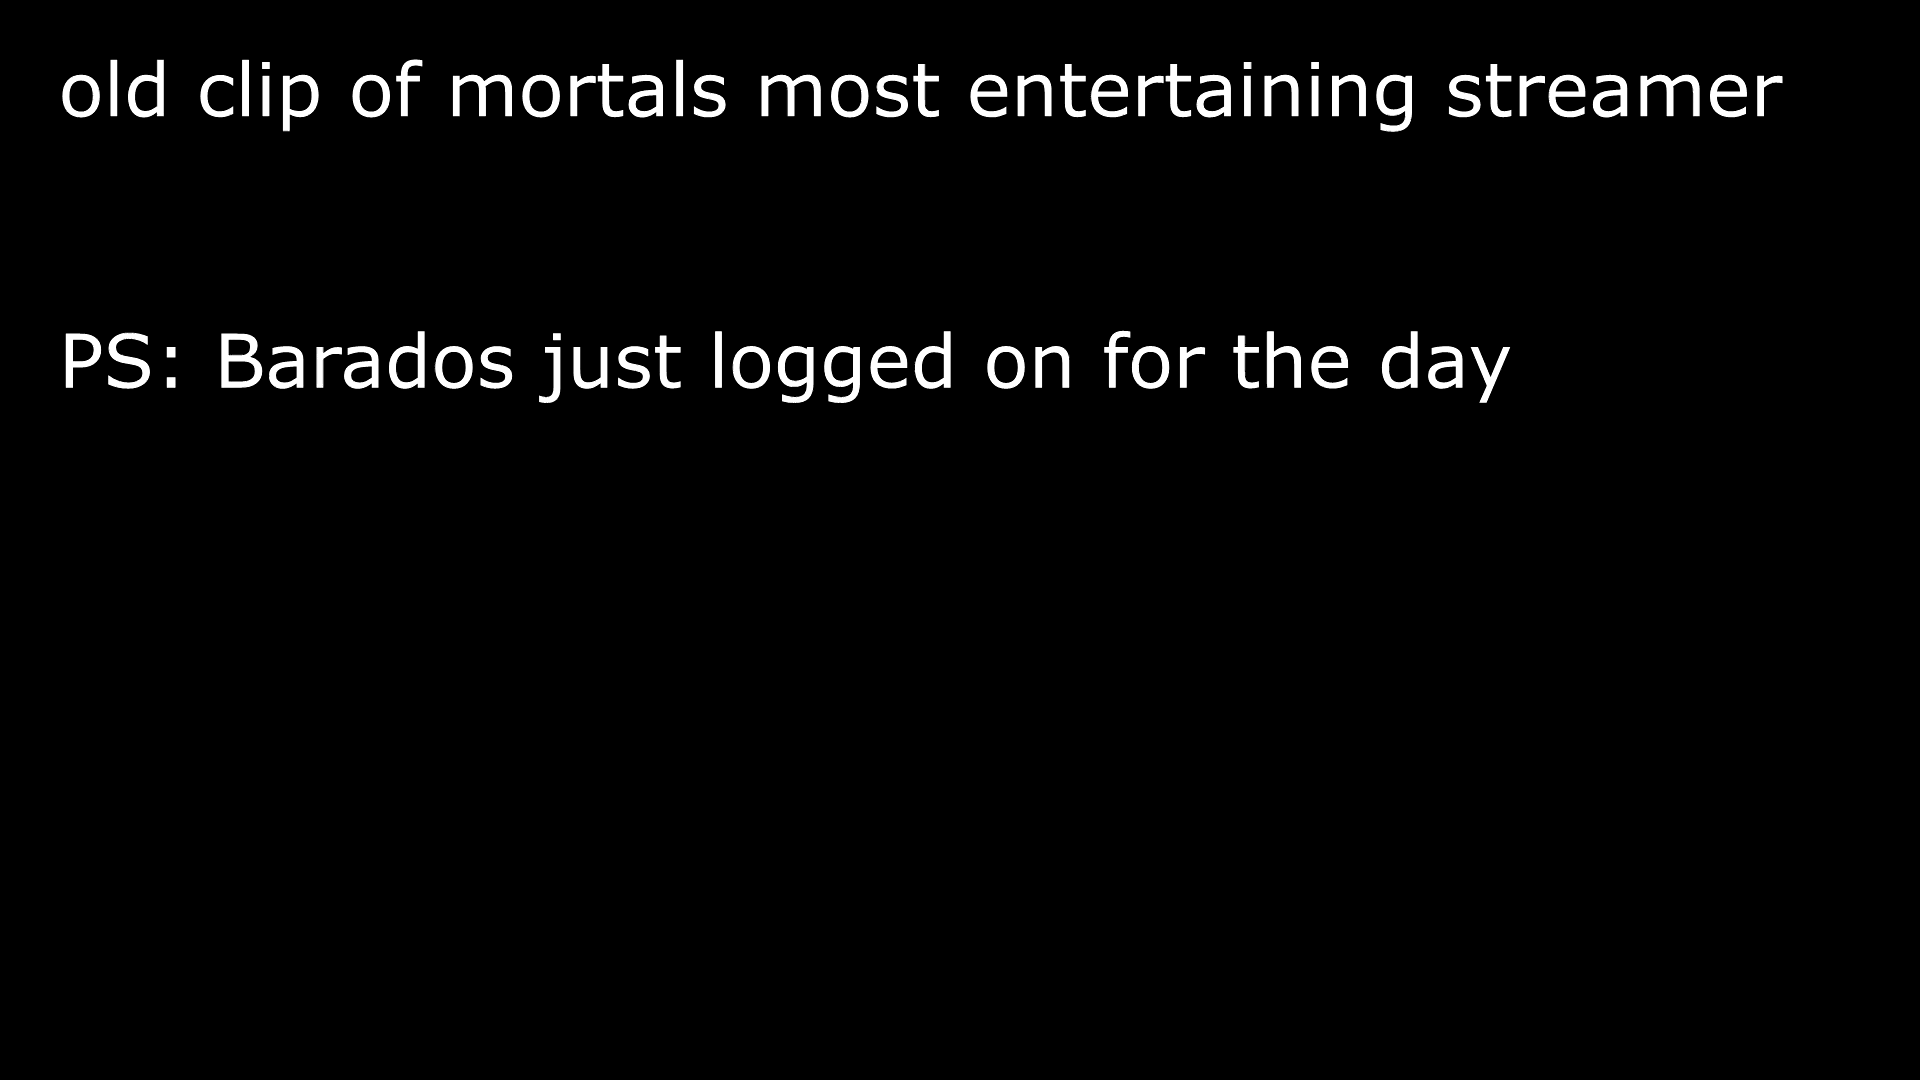 old clip of mortals most entertaining streamer
PS: Barados just logged on for the day